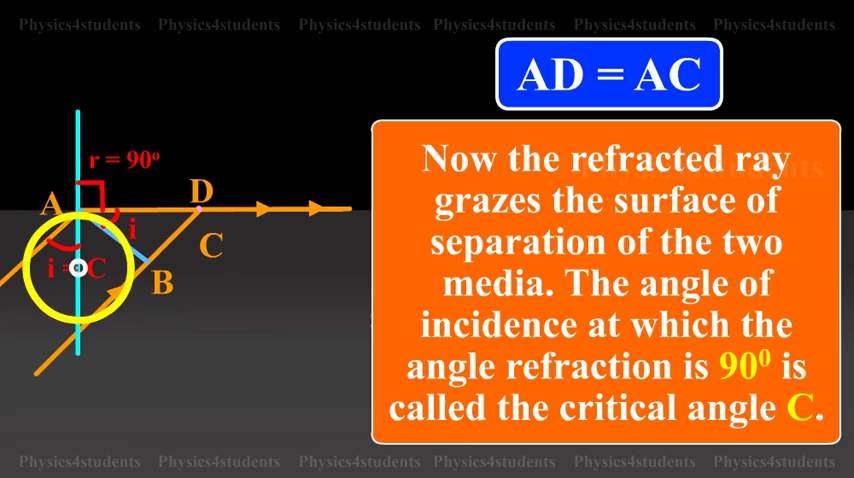 Physics4students Physics4students Physics4students Physics4students Physics4students Physics4students
AD = AC
r = 90⁰
Now the refracted ray
grazes the surface of
separation of the two
media. The angle of
incidence at which the
angle refraction is 90⁰ is
called the critical angle C.
A
D
i
C
i = C
B
Physics4students Physics4students Physics4students Physics4students Physics4students Physics4students